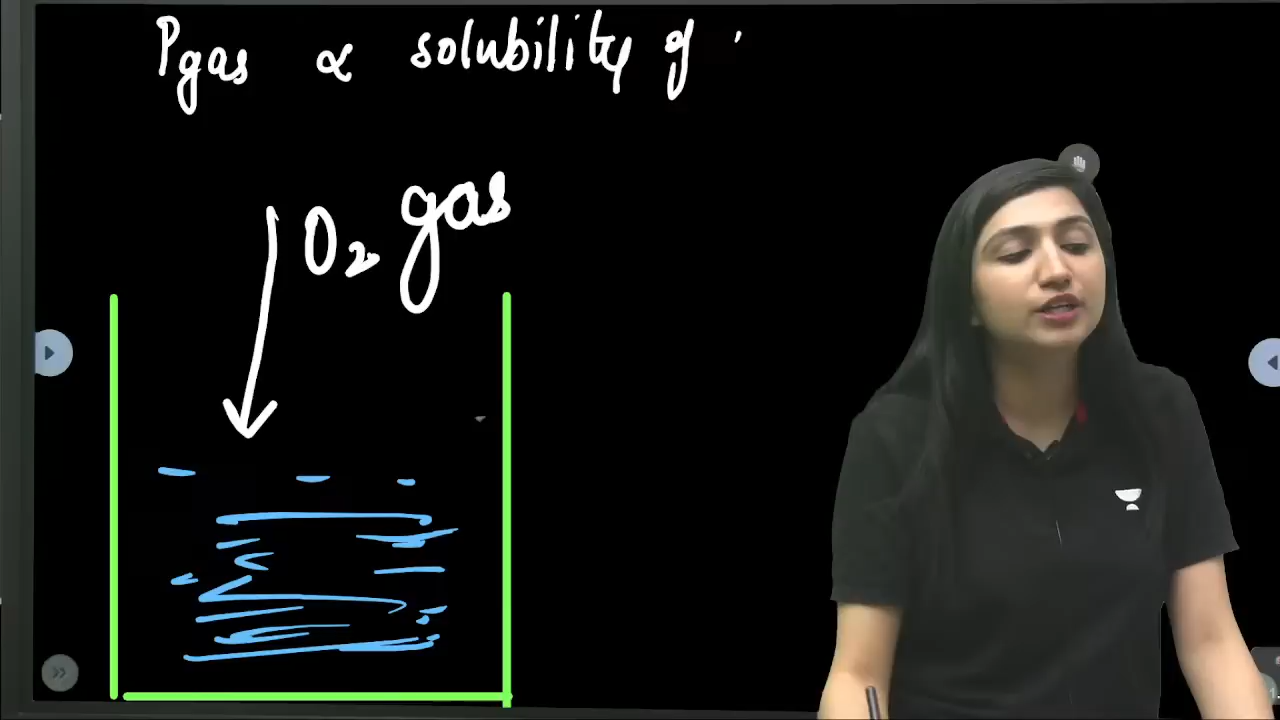 Pgas ∝ solubility of
O₂ gas